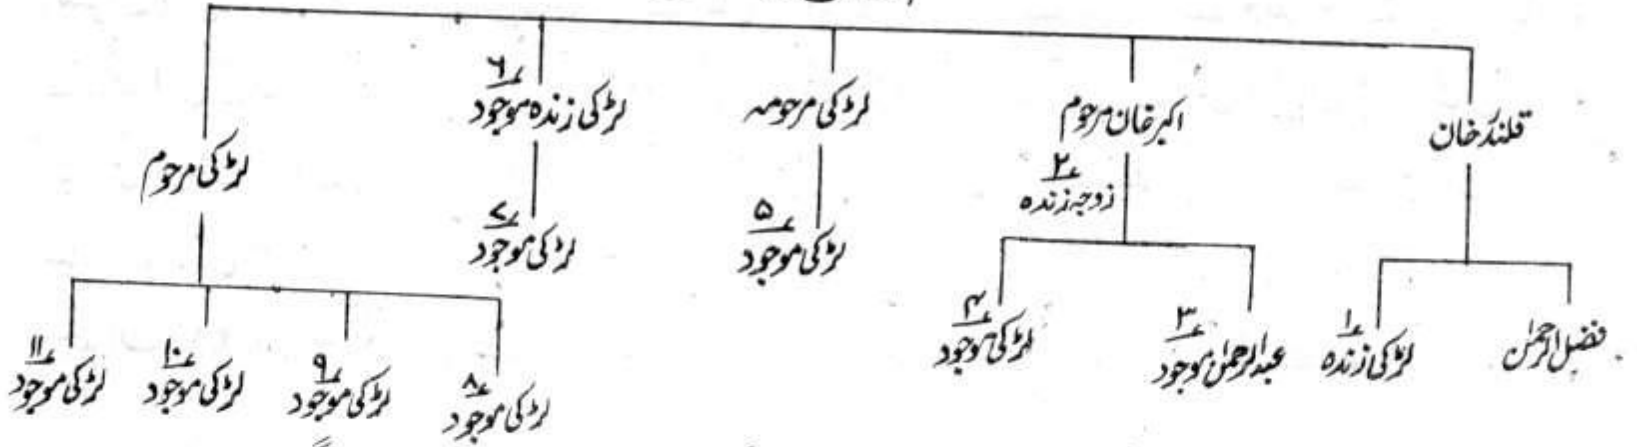 قلندر خان
اکبر خان مرحوم
لڑکی مرحومہ
۶ لڑکی زندہ موجود
لڑکی مرحوم
۲ زوجہ زندہ
۵ لڑکی موجود
۷ لڑکی موجود
فضل الرحمٰن
۱ لڑکی زندہ
۳ عبدالرحمٰن موجود
۴ لڑکی موجود
۸ لڑکی موجود
۹ لڑکی موجود
۱۰ لڑکی موجود
۱۱ لڑکی موجود